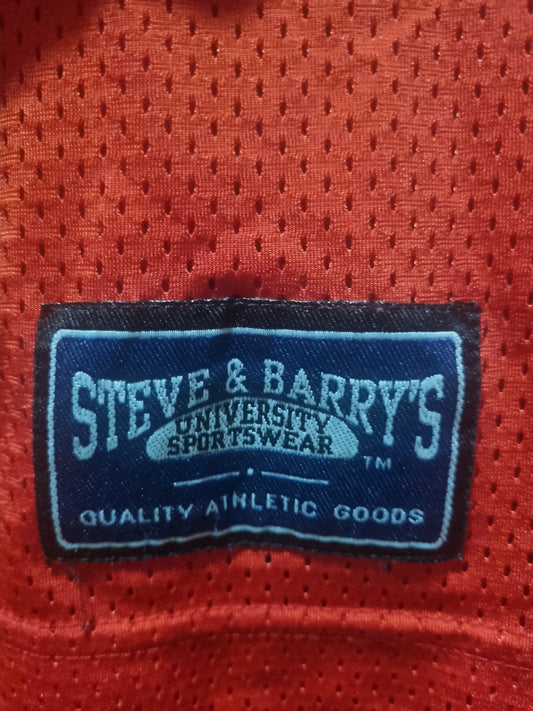 STEVE & BARRY'S
UNIVERSITY
SPORTSWEAR
TM
QUALITY ATHLETIC GOODS